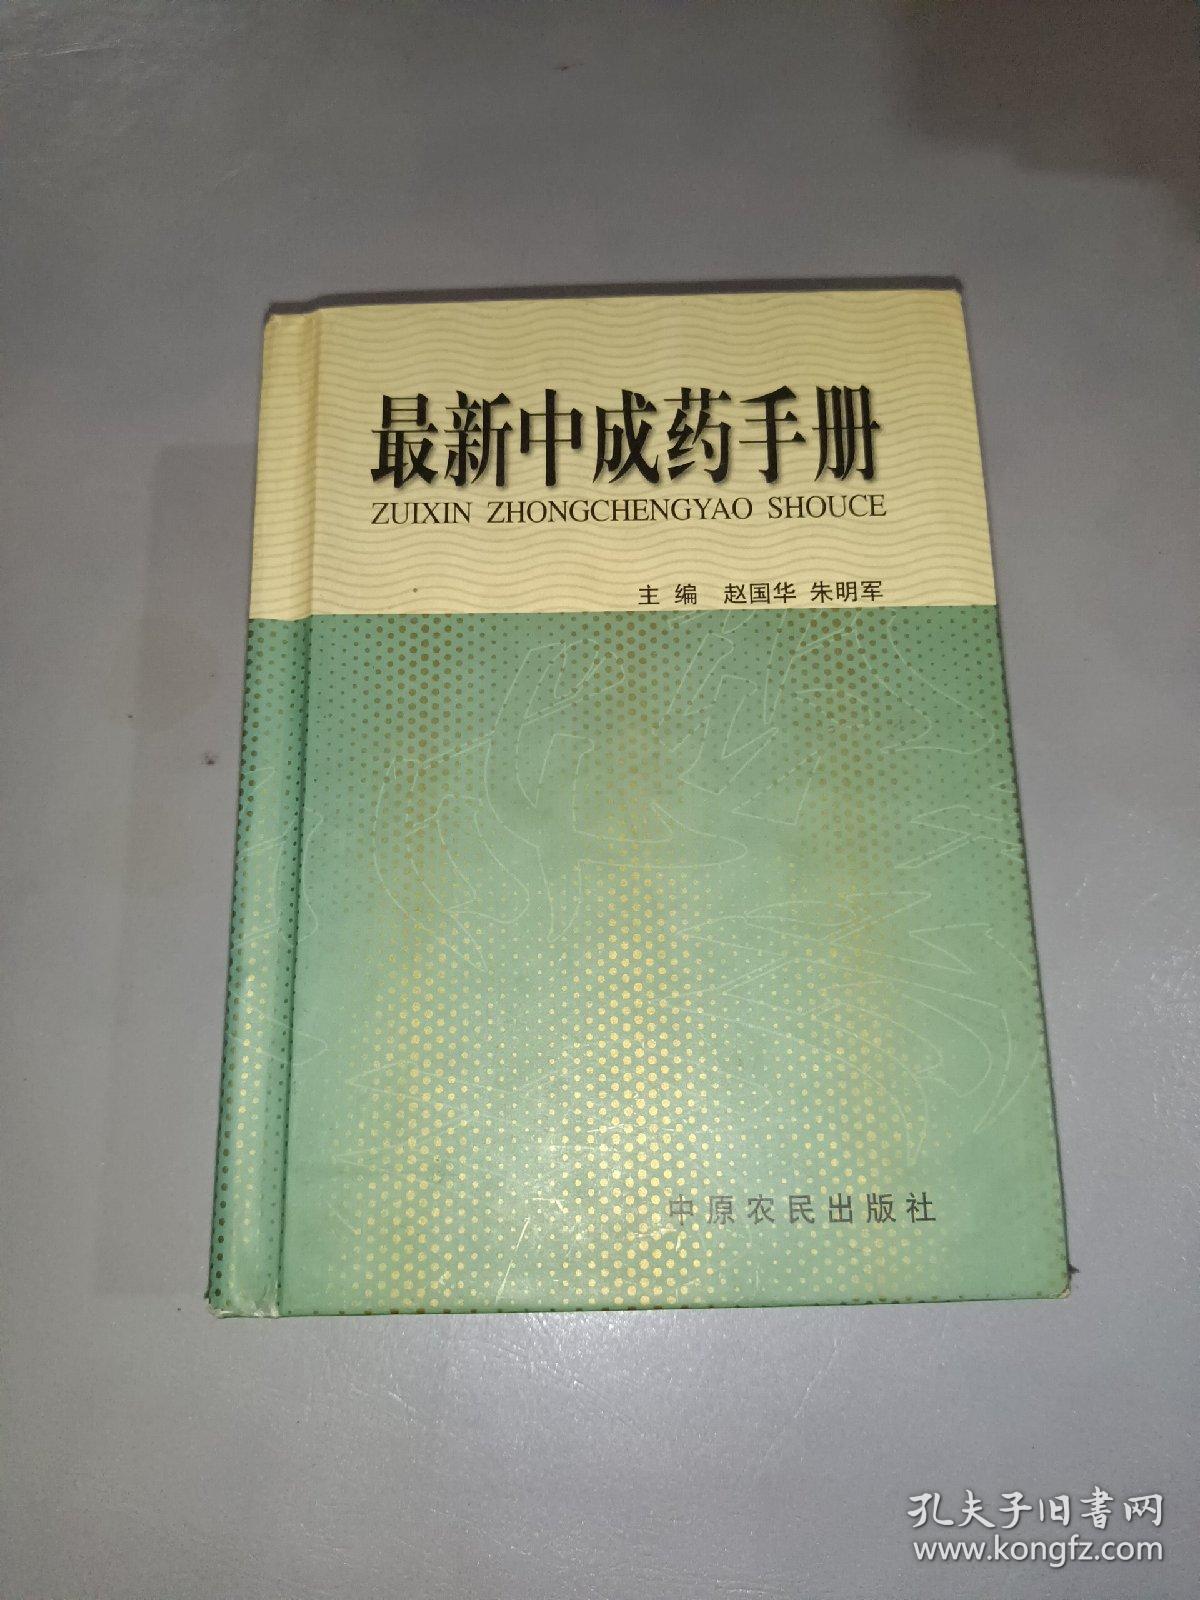 最新中成药手册
ZUIXIN ZHONGCHENGYAO SHOUCE
主 编 赵国华 朱明军
中原农民出版社
孔夫子旧书网
www.kongfz.com